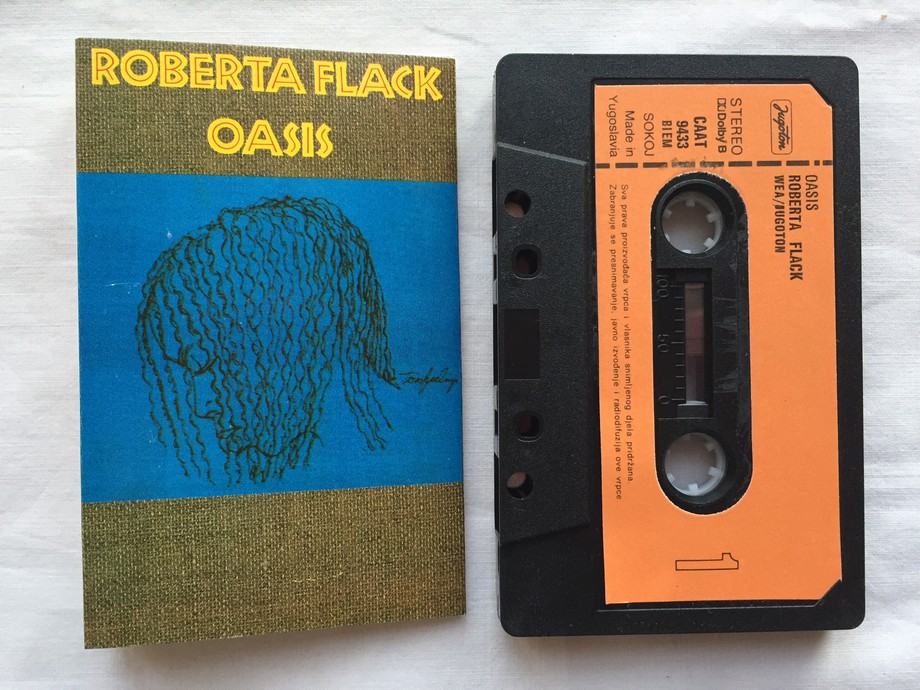 ROBERTA FLACK
OASIS
Jugoton
OASIS
ROBERTA FLACK
WEA/JUGOTON
STEREO
Dolby B
CAAT
9433
BIEM
SOKOJ
Made in
Yugoslavia
100 50 0
Sva prava proizvođača vrpca i vlasnika snimljenog djela pridržana.
Zabranjuje se presnimavanje, javno izvođenje i radiodifuzija ove vrpce
1